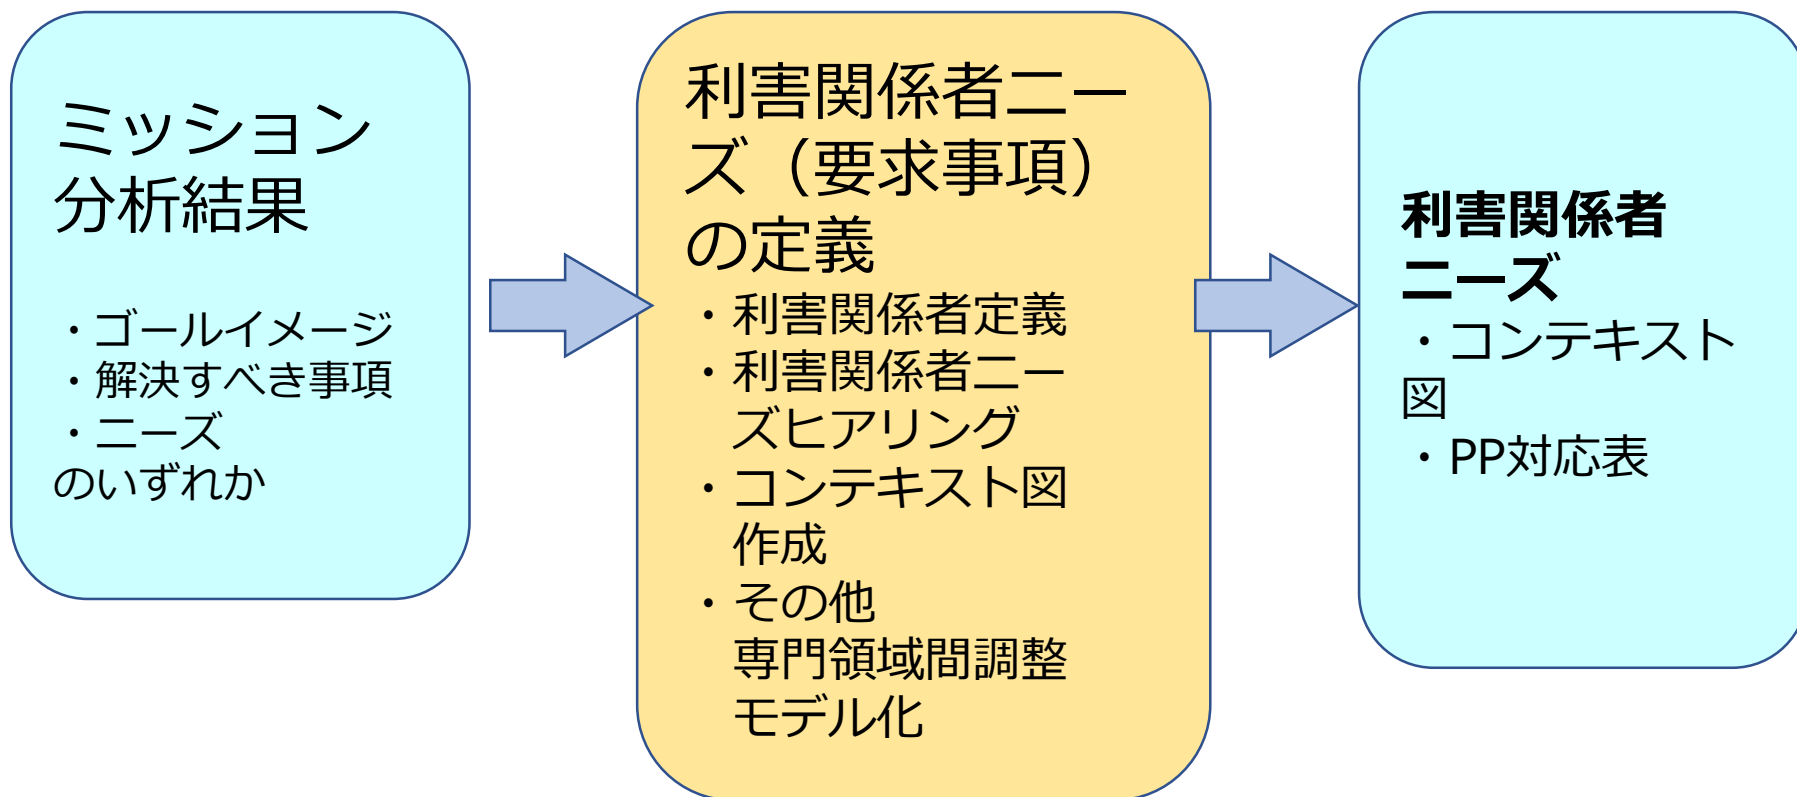 ミッション
分析結果
・ゴールイメージ
・解決すべき事項
・ニーズ
のいずれか
利害関係者ニー
ズ（要求事項）
の定義
・利害関係者定義
・利害関係者ニー
ズヒアリング
・コンテキスト図
作成
・その他
専門領域間調整
モデル化
利害関係者
ニーズ
・コンテキスト
図
・PP対応表